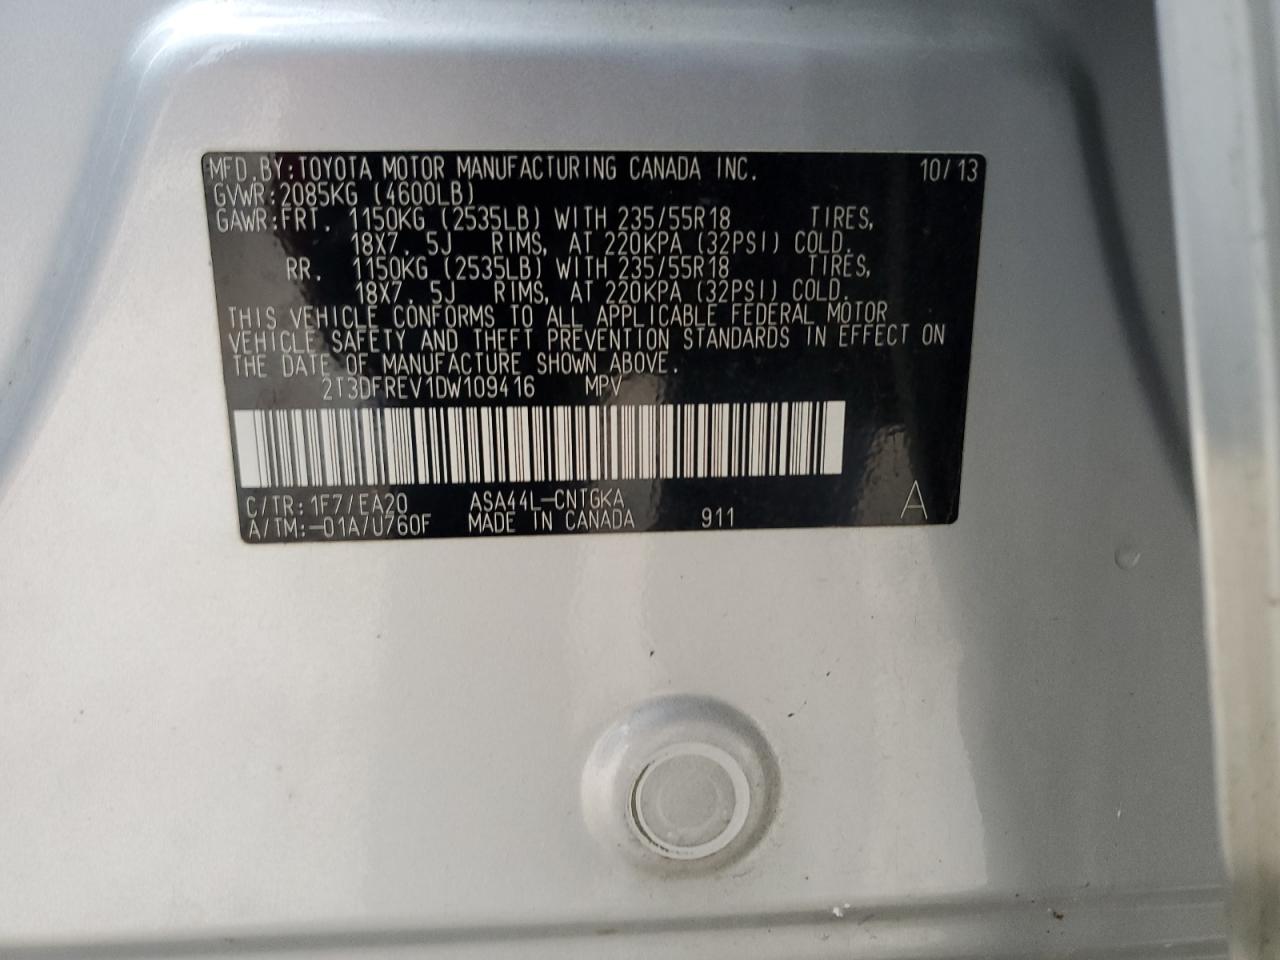 MFD.BY:TOYOTA MOTOR MANUFACTURING CANADA INC. 10/13
GVWR:2085KG (4600LB)
GAWR:FRT. 1150KG (2535LB) WITH 235/55R18 TIRES,
18X7.5J RIMS, AT 220KPA (32PSI) COLD.
RR. 1150KG (2535LB) WITH 235/55R18 TIRES,
18X7.5J RIMS, AT 220KPA (32PSI) COLD.
THIS VEHICLE CONFORMS TO ALL APPLICABLE FEDERAL MOTOR
VEHICLE SAFETY AND THEFT PREVENTION STANDARDS IN EFFECT ON
THE DATE OF MANUFACTURE SHOWN ABOVE.
2T3DFREV1DW109416 MPV
C/TR:1F7/EA20 ASA44L-CNTGKA A
A/TM:-01A/U760F MADE IN CANADA 911